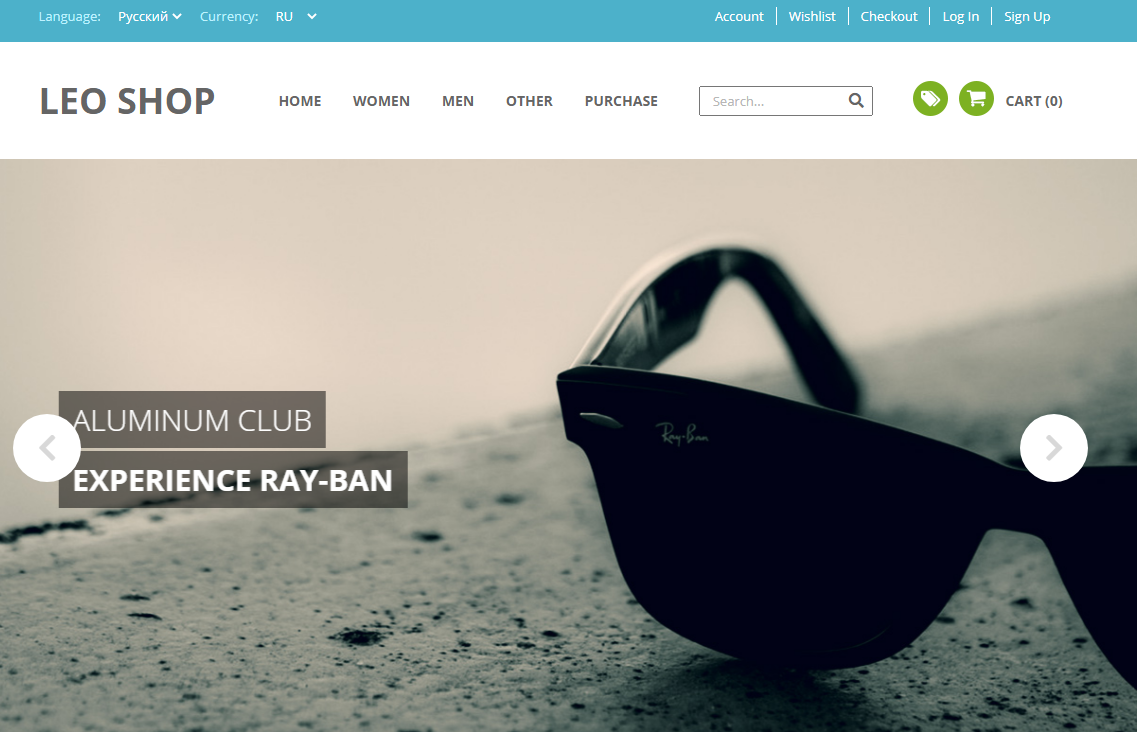 Language: Русский Currency: RU Account Wishlist Checkout Log In Sign Up
LEO SHOP HOME WOMEN MEN OTHER PURCHASE Search... CART (0)
Ray-Ban
ALUMINUM CLUB
EXPERIENCE RAY-BAN